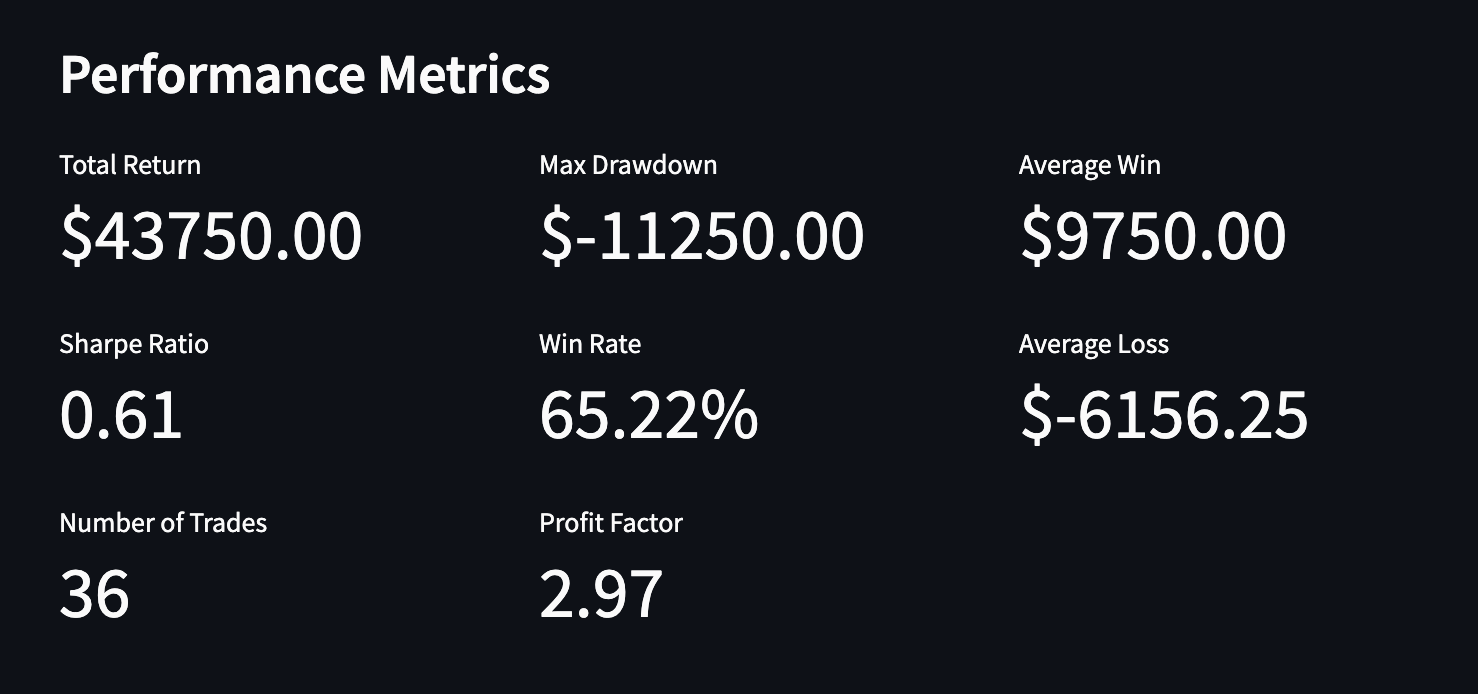 Performance Metrics
Total Return
Max Drawdown
Average Win
$43750.00
$-11250.00
$9750.00
Sharpe Ratio
Win Rate
Average Loss
0.61
65.22%
$-6156.25
Number of Trades
Profit Factor
36
2.97